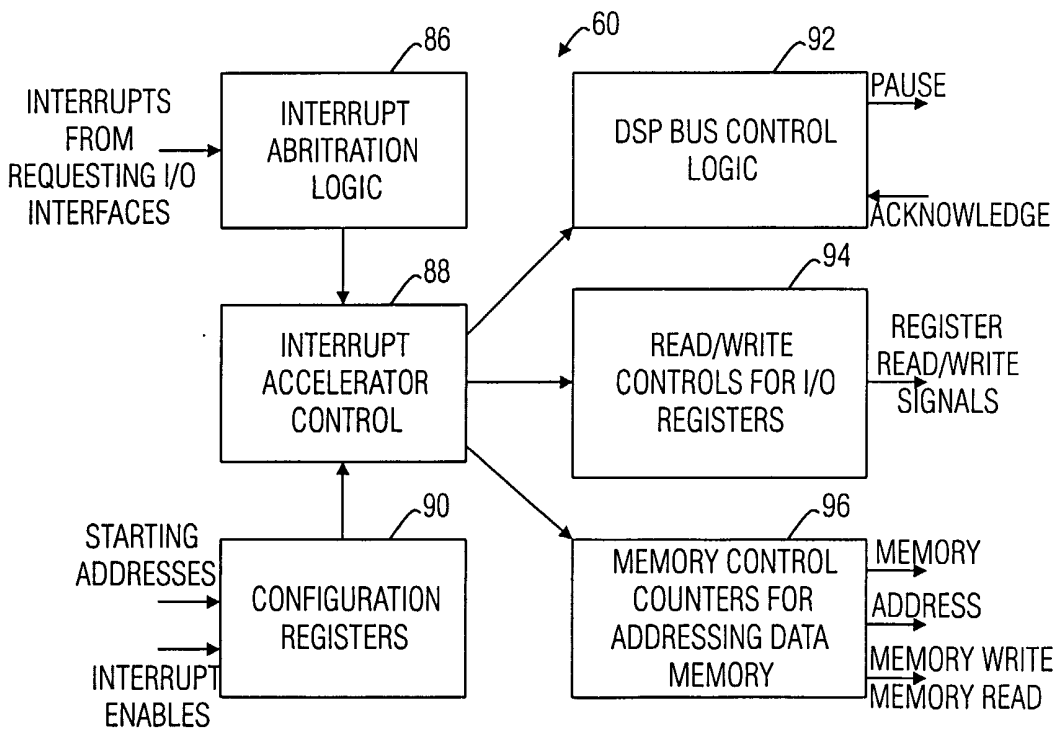 60
86
INTERRUPTS
FROM
REQUESTING I/O
INTERFACES
INTERRUPT
ABRITRATION
LOGIC
92
DSP BUS CONTROL
LOGIC
PAUSE
ACKNOWLEDGE
88
INTERRUPT
ACCELERATOR
CONTROL
94
READ/WRITE
CONTROLS FOR I/O
REGISTERS
REGISTER
READ/WRITE
SIGNALS
90
STARTING
ADDRESSES
INTERRUPT
ENABLES
CONFIGURATION
REGISTERS
96
MEMORY CONTROL
COUNTERS FOR
ADDRESSING DATA
MEMORY
MEMORY
ADDRESS
MEMORY WRITE
MEMORY READ